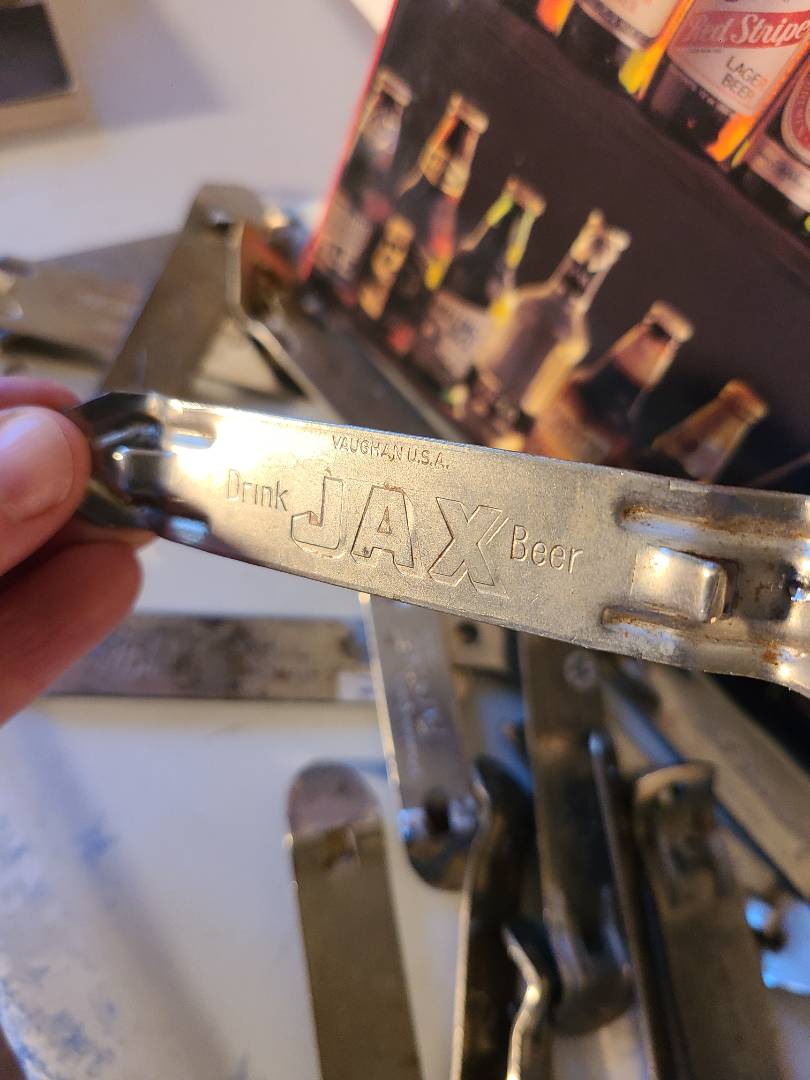 Red Stripe
LAGER
BEER
VAUGHAN U.S.A.
Drink JAX Beer